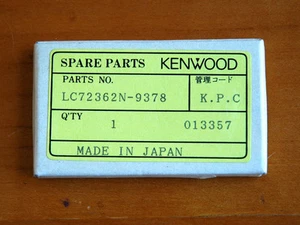 SPARE PARTS KENWOOD
PARTS NO. 管理コード
LC72362N-9378 K.P.C
Q'TY
1 013357
MADE IN JAPAN